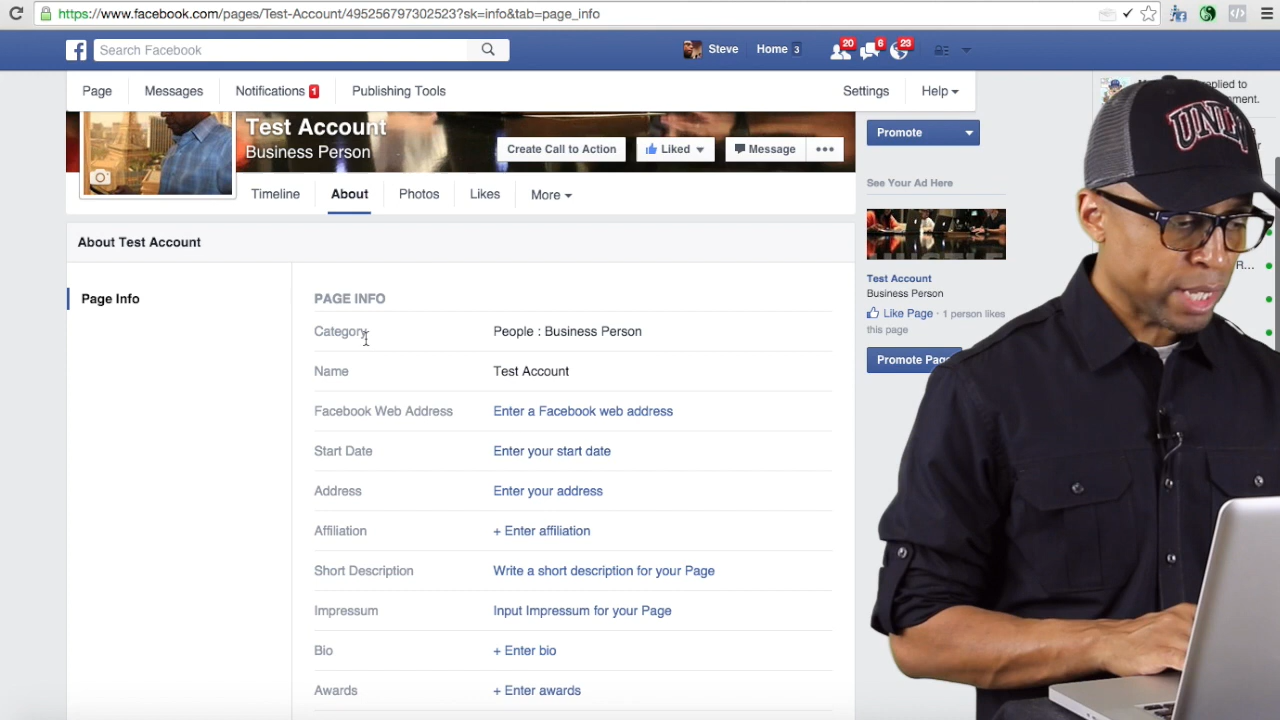 https://www.facebook.com/pages/Test-Account/495256797302523?sk=info&tab=page_info
Search Facebook
Steve
Home 3
20
6
23
Page
Messages
Notifications 1
Publishing Tools
Settings
Help
Test Account
Business Person
Create Call to Action
Liked
Message
Promote
Timeline
About
Photos
Likes
More
See Your Ad Here
About Test Account
Page Info
PAGE INFO
Category
People : Business Person
Name
Test Account
Facebook Web Address
Enter a Facebook web address
Start Date
Enter your start date
Address
Enter your address
Affiliation
+ Enter affiliation
Short Description
Write a short description for your Page
Impressum
Input Impressum for your Page
Bio
+ Enter bio
Awards
+ Enter awards
Test Account
Business Person
Like Page · 1 person likes
this page
Promote
UNLV